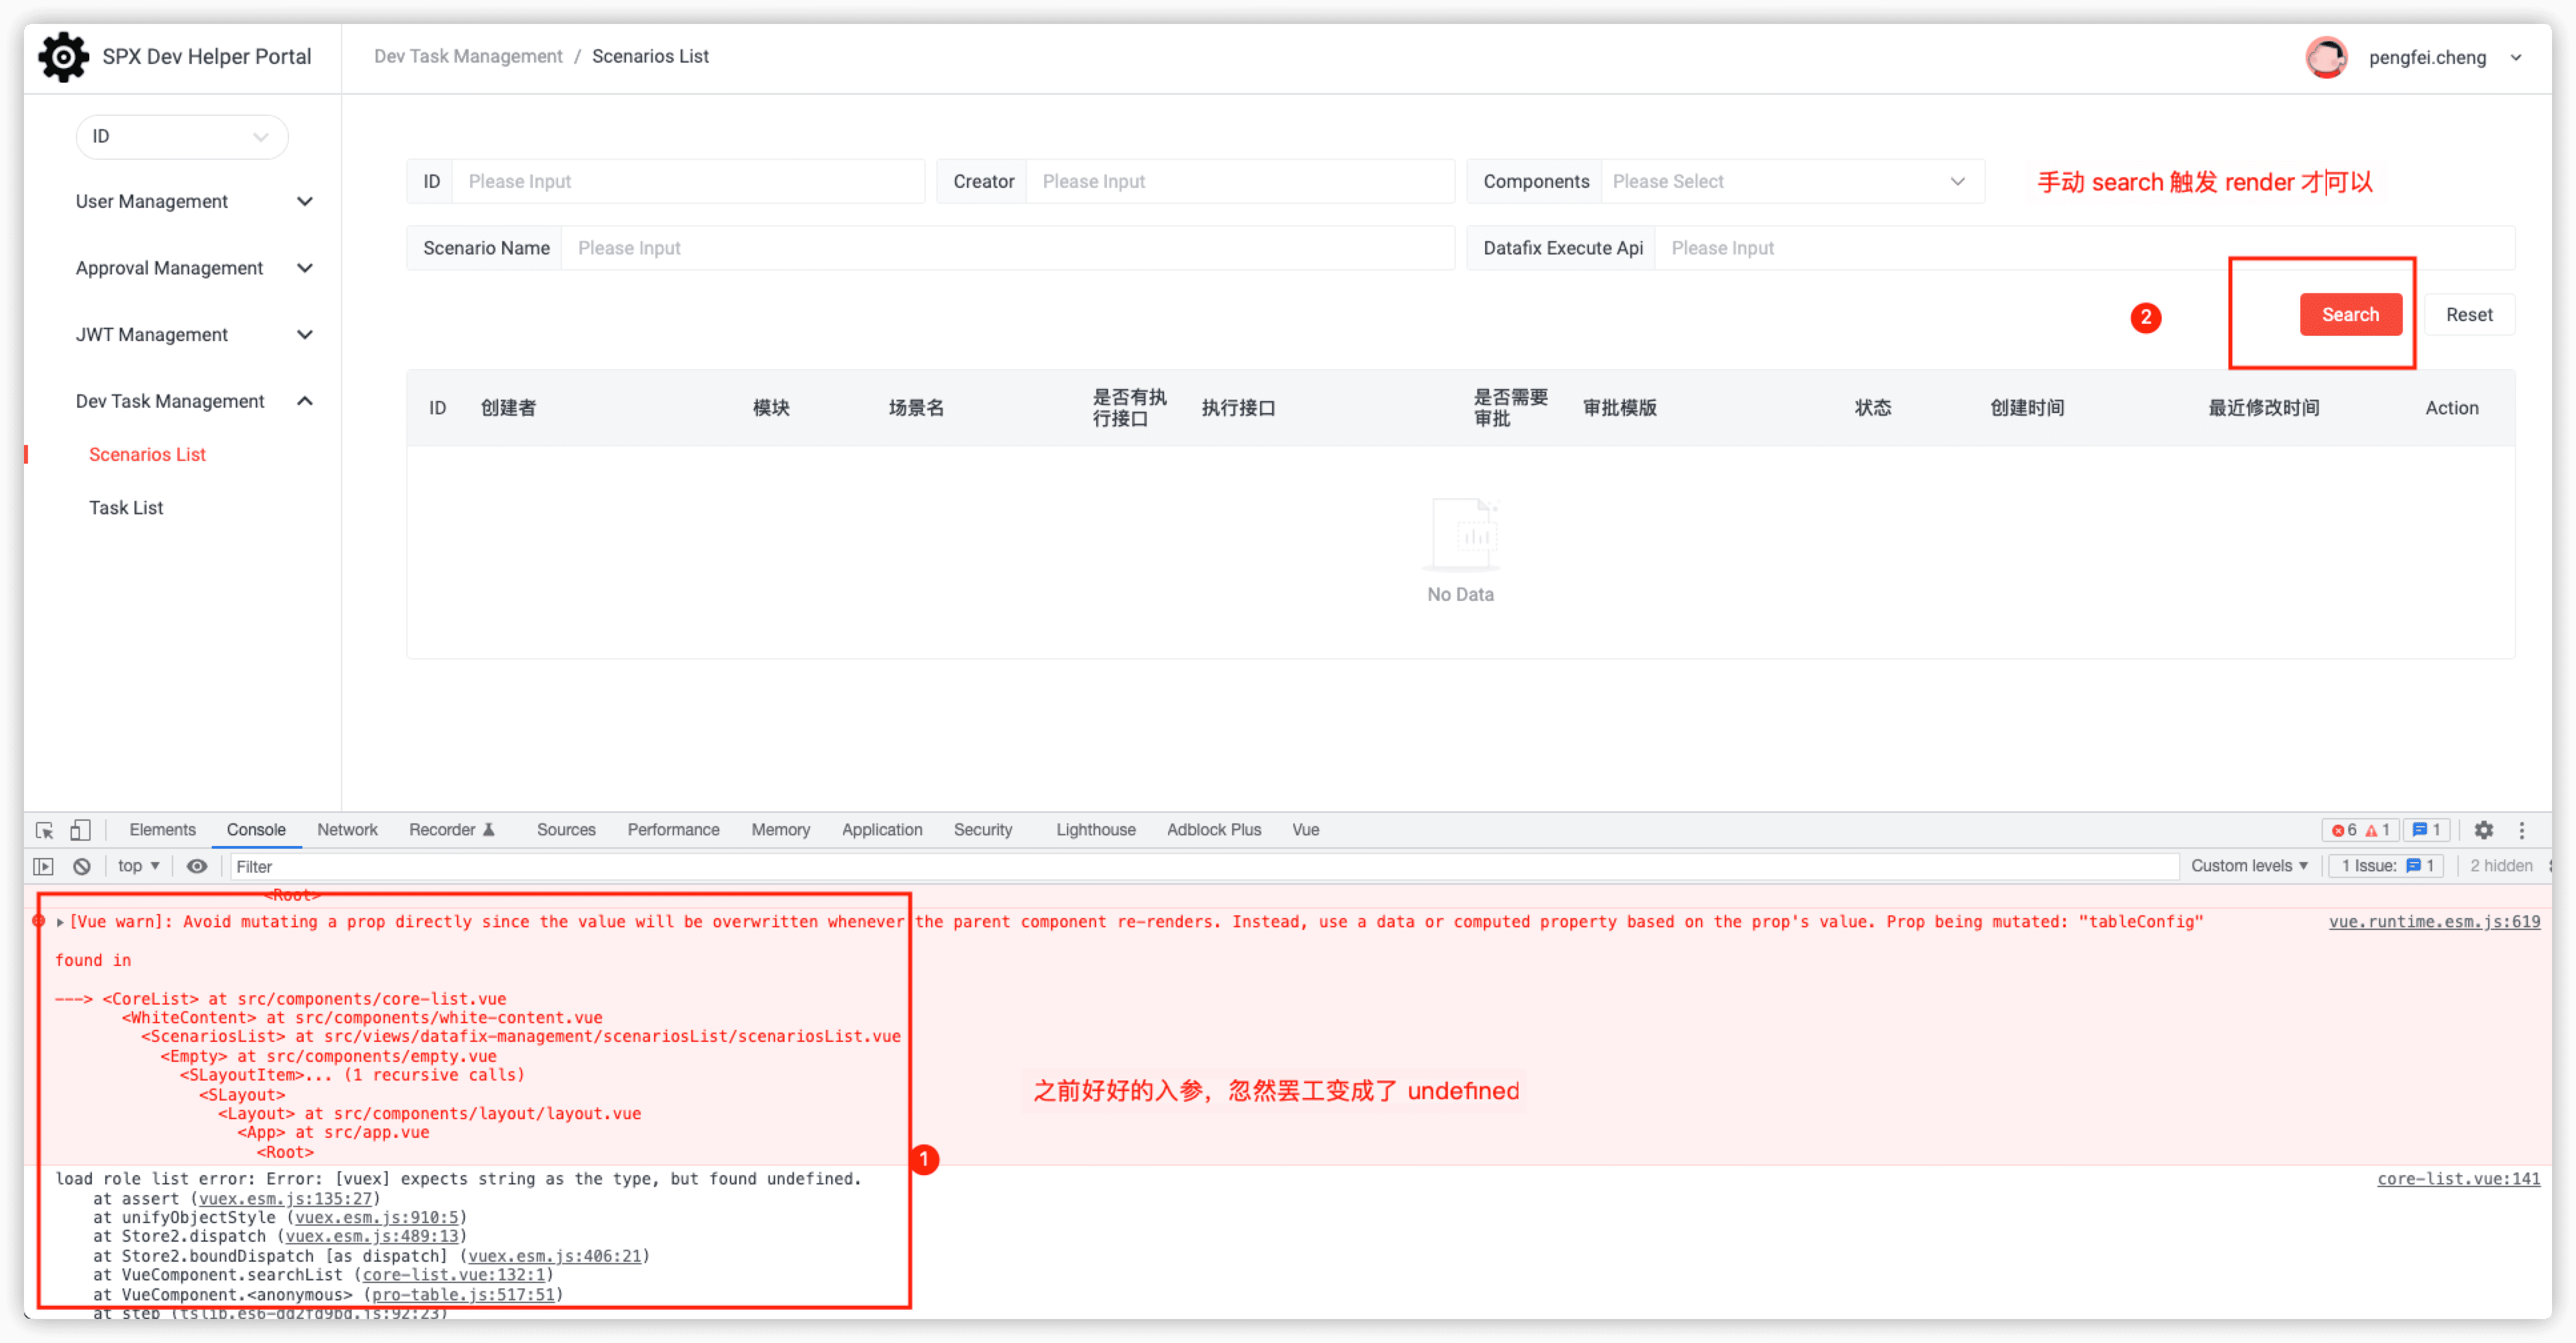 SPX Dev Helper Portal
Dev Task Management / Scenarios List
pengfei.cheng
ID
User Management
Approval Management
JWT Management
Dev Task Management
Scenarios List
Task List
ID Please Input
Creator Please Input
Components Please Select
手动 search 触发 render 才可以
Scenario Name Please Input
Datafix Execute Api Please Input
2
Search
Reset
ID 创建者 模块 场景名 是否有执行接口 执行接口 是否需要审批 审批模版 状态 创建时间 最近修改时间 Action
No Data
Elements Console Network Recorder Sources Performance Memory Application Security Lighthouse Adblock Plus Vue 6 1 1
top Filter Custom levels 1 Issue: 1 2 hidden
<Root>
[Vue warn]: Avoid mutating a prop directly since the value will be overwritten whenever the parent component re-renders. Instead, use a data or computed property based on the prop's value. Prop being mutated: "tableConfig" vue.runtime.esm.js:619
found in
---> <CoreList> at src/components/core-list.vue
<WhiteContent> at src/components/white-content.vue
<ScenariosList> at src/views/datafix-management/scenariosList/scenariosList.vue
<Empty> at src/components/empty.vue
<SLayoutItem>... (1 recursive calls)
<SLayout>
<Layout> at src/components/layout/layout.vue
<App> at src/app.vue
<Root>
之前好好的入参，忽然罢工变成了 undefined
1
load role list error: Error: [vuex] expects string as the type, but found undefined. core-list.vue:141
at assert (vuex.esm.js:135:27)
at unifyObjectStyle (vuex.esm.js:910:5)
at Store2.dispatch (vuex.esm.js:489:13)
at Store2.boundDispatch [as dispatch] (vuex.esm.js:406:21)
at VueComponent.searchList (core-list.vue:132:1)
at VueComponent.<anonymous> (pro-table.js:517:51)
at step (tslib.es6-dd2fd9bd.js:92:23)